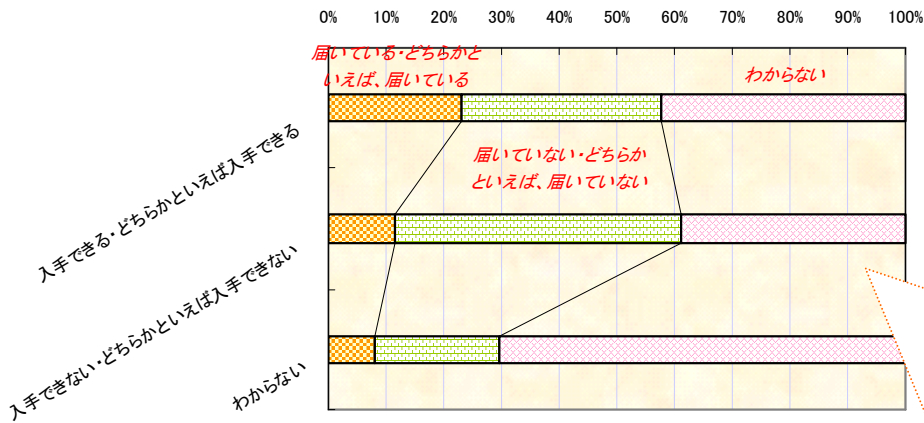 0% 10% 20% 30% 40% 50% 60% 70% 80% 90% 100%
届いている・どちらかと
いえば、届いている
わからない
届いていない・どちらか
といえば、届いていない
入手できる・どちらかといえば入手できる
入手できない・どちらかといえば入手できない
わからない